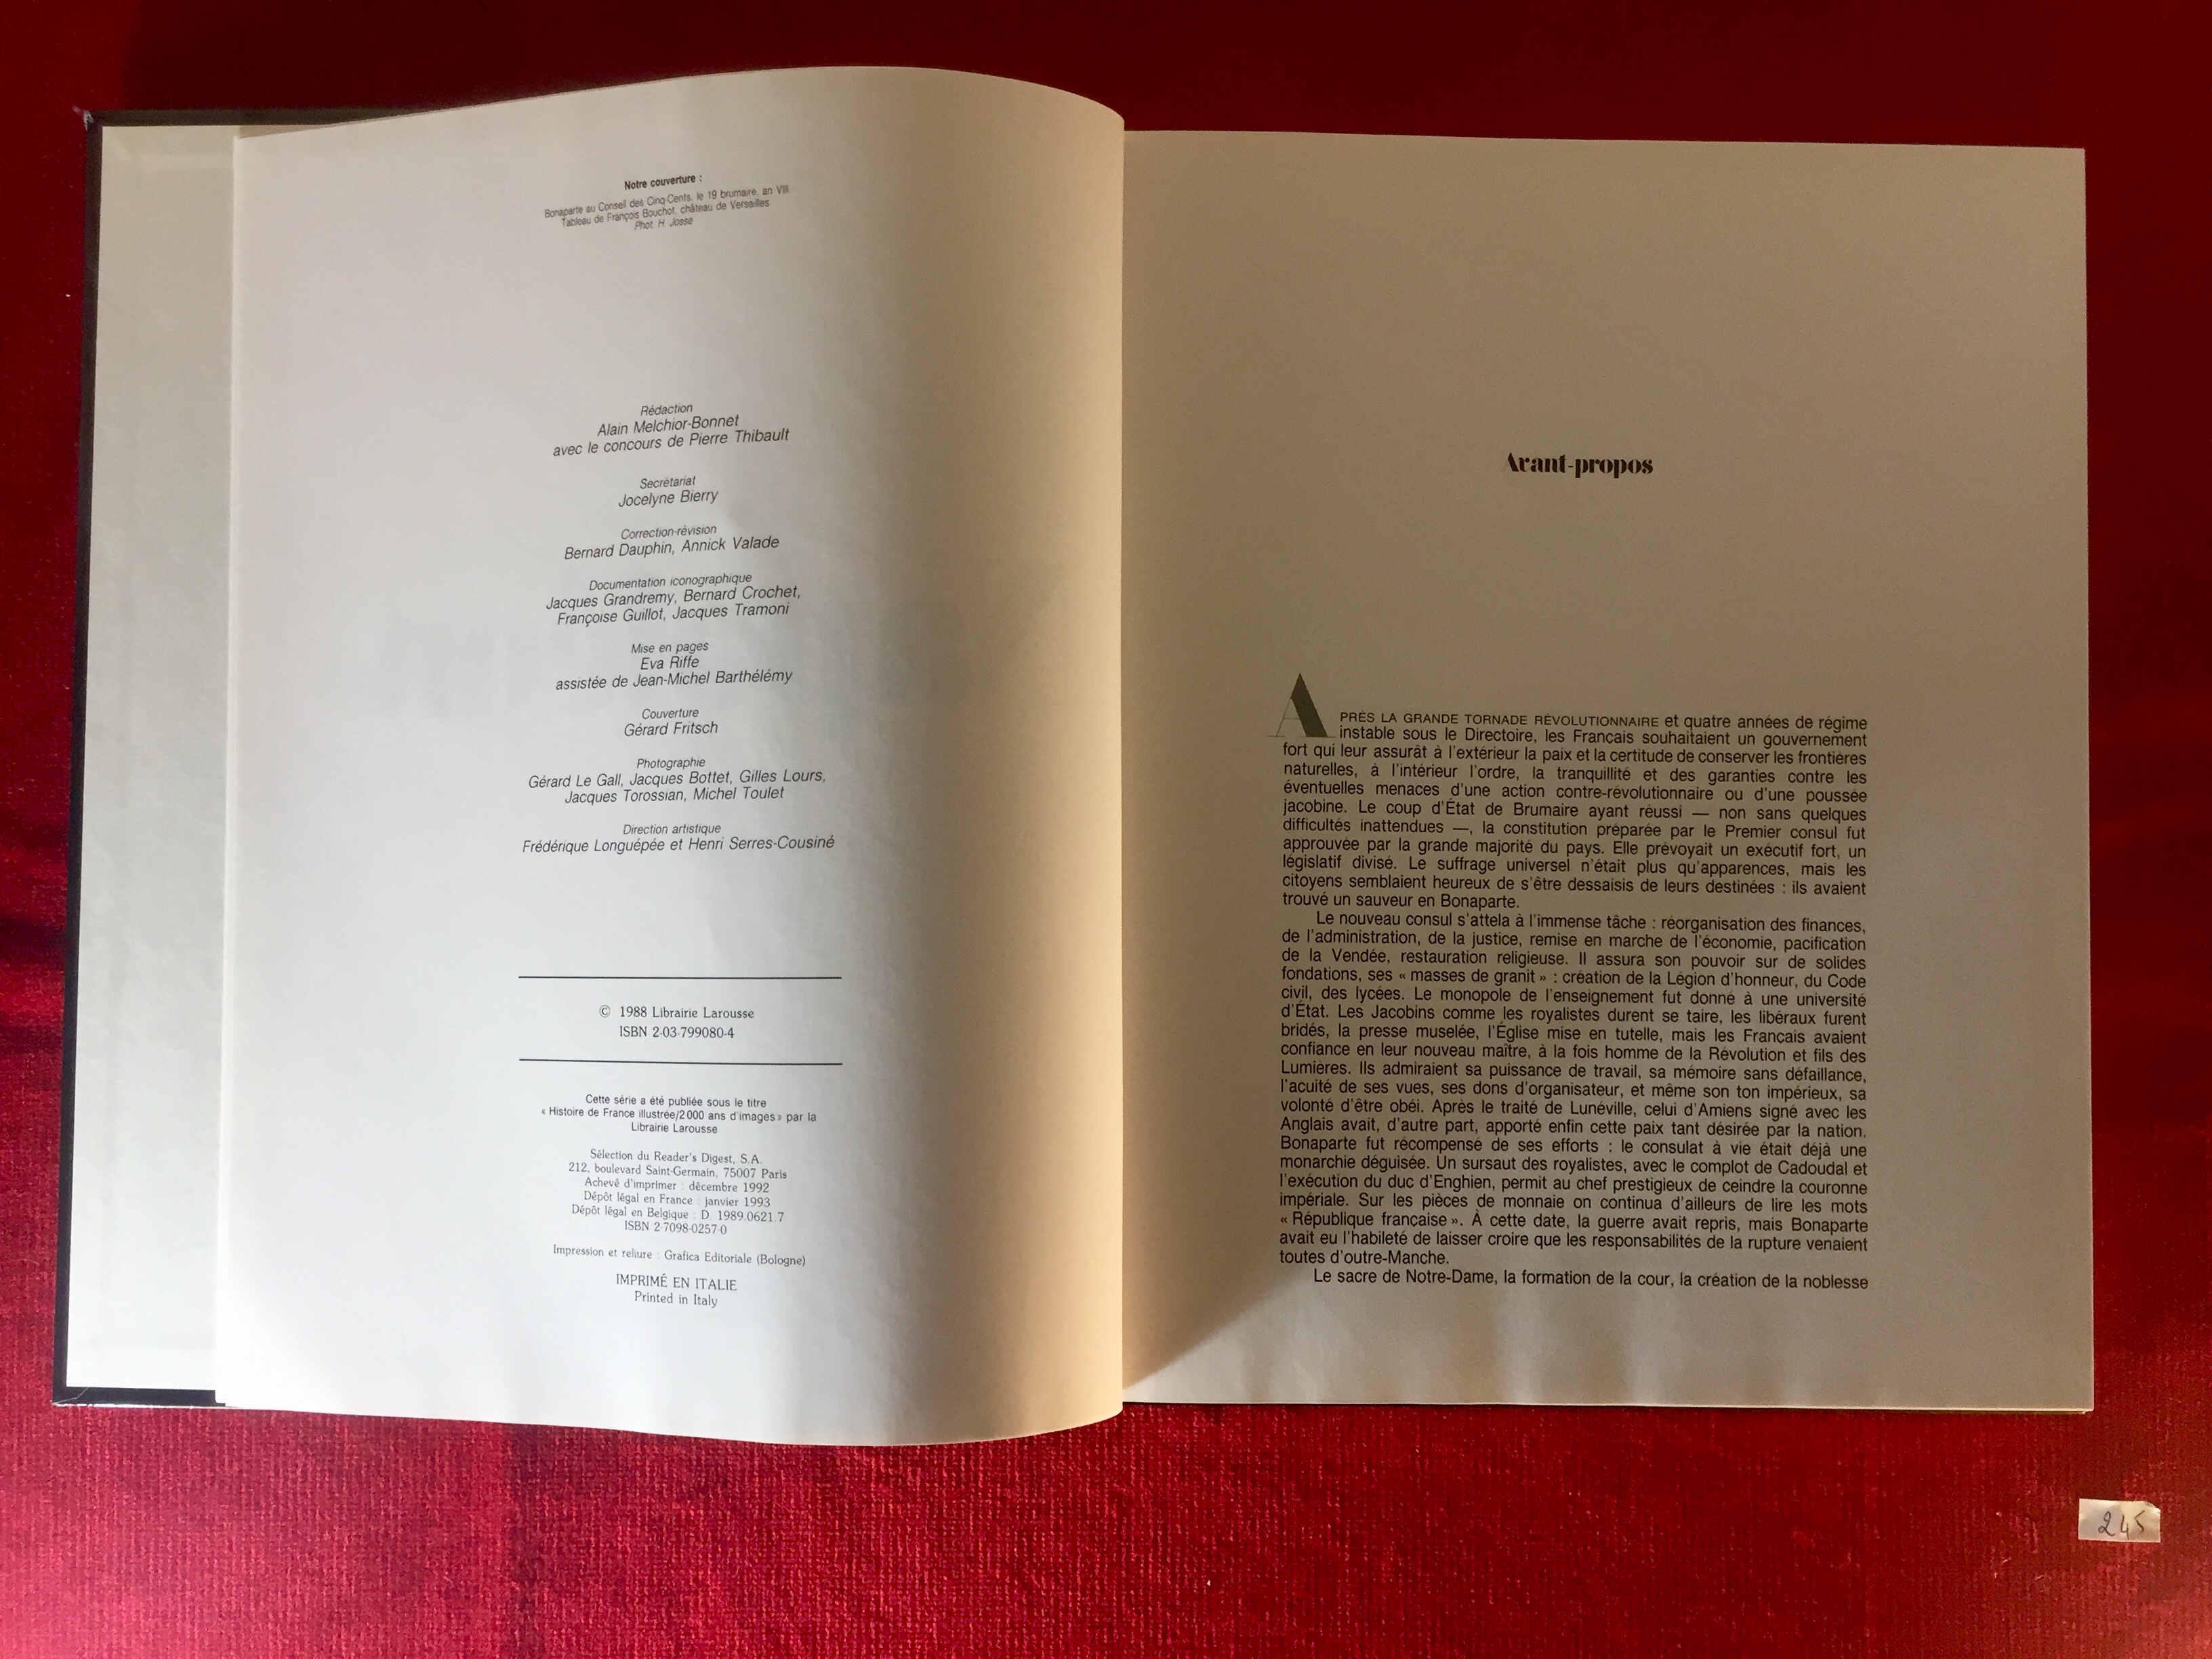 Notre couverture :
Bonaparte au Conseil des Cinq-Cents, le 19 brumaire, an VIII
Tableau de François Bouchot, château de Versailles
Phot. H. Josse
Rédaction
Alain Melchior-Bonnet
avec le concours de Pierre Thibault
Secrétariat
Jocelyne Bierry
Correction-révision
Bernard Dauphin, Annick Valade
Documentation iconographique
Jacques Grandremy, Bernard Crochet,
Françoise Guillot, Jacques Tramoni
Mise en pages
Eva Riffe
assistée de Jean-Michel Barthélémy
Couverture
Gérard Fritsch
Photographie
Gérard Le Gall, Jacques Bottet, Gilles Lours,
Jacques Torossian, Michel Toulet
Direction artistique
Frédérique Longuépée et Henri Serres-Cousiné
© 1988 Librairie Larousse
ISBN 2-03-799080-4
Cette série a été publiée sous le titre
« Histoire de France illustrée/2 000 ans d'images » par la
Librairie Larousse
Sélection du Reader's Digest, S.A.
212, boulevard Saint-Germain, 75007 Paris
Achevé d'imprimer : décembre 1992
Dépôt légal en France : janvier 1993
Dépôt légal en Belgique : D. 1989.0621.7
ISBN 2-7098-0257-0
Impression et reliure : Grafica Editoriale (Bologne)
IMPRIMÉ EN ITALIE
Printed in Italy
Avant-propos
APRÈS LA GRANDE TORNADE RÉVOLUTIONNAIRE et quatre années de régime
instable sous le Directoire, les Francais souhaitaient un gouvernement
fort qui leur assurât à l'extérieur la paix et la certitude de conserver les frontières
naturelles, à l'intérieur l'ordre, la tranquillité et des garanties contre les
éventuelles menaces d'une action contre-révolutionnaire ou d'une poussée
jacobine. Le coup d'État de Brumaire ayant réussi — non sans quelques
difficultés inattendues —, la constitution préparée par le Premier consul fut
approuvée par la grande majorité du pays. Elle prévoyait un exécutif fort, un
législatif divisé. Le suffrage universel n'était plus qu'apparences, mais les
citoyens semblaient heureux de s'être dessaisis de leurs destinées : ils avaient
trouvé un sauveur en Bonaparte.
Le nouveau consul s'attela à l'immense tâche : réorganisation des finances,
de l'administration, de la justice, remise en marche de l'économie, pacification
de la Vendée, restauration religieuse. Il assura son pouvoir sur de solides
fondations, ses « masses de granit » : création de la Légion d'honneur, du Code
civil, des lycées. Le monopole de l'enseignement fut donné à une université
d'État. Les Jacobins comme les royalistes durent se taire, les libéraux furent
bridés, la presse muselée, l'Église mise en tutelle, mais les Français avaient
confiance en leur nouveau maître, à la fois homme de la Révolution et fils des
Lumières. Ils admiraient sa puissance de travail, sa mémoire sans défaillance,
l'acuité de ses vues, ses dons d'organisateur, et même son ton impérieux, sa
volonté d'être obéi. Après le traité de Lunéville, celui d'Amiens signé avec les
Anglais avait, d'autre part, apporté enfin cette paix tant désirée par la nation.
Bonaparte fut récompensé de ses efforts : le consulat à vie était déjà une
monarchie déguisée. Un sursaut des royalistes, avec le complot de Cadoudal et
l'exécution du duc d'Enghien, permit au chef prestigieux de ceindre la couronne
impériale. Sur les pièces de monnaie on continua d'ailleurs de lire les mots
« République française ». À cette date, la guerre avait repris, mais Bonaparte
avait eu l'habileté de laisser croire que les responsabilités de la rupture venaient
toutes d'outre-Manche.
Le sacre de Notre-Dame, la formation de la cour, la création de la noblesse
245